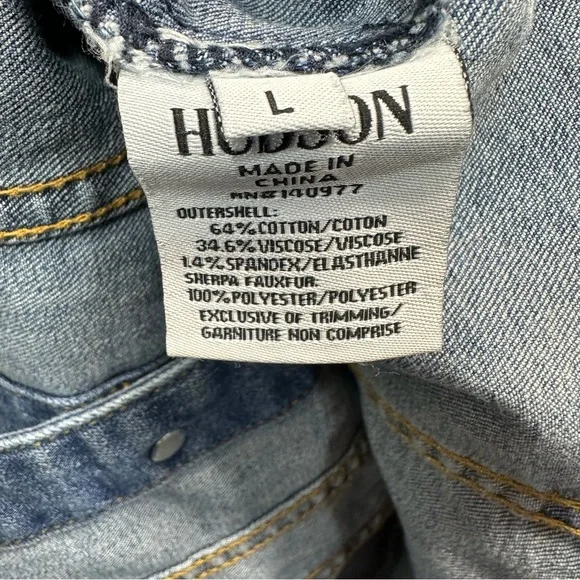 L
HUDSON
MADE IN
CHINA
RN# 140977
OUTERSHELL:
64% COTTON/COTON
34.6% VISCOSE/VISCOSE
1.4% SPANDEX/ELASTHANNE
SHERPA FAUXFUR:
100% POLYESTER/POLYESTER
EXCLUSIVE OF TRIMMING/
GARNITURE NON COMPRISE